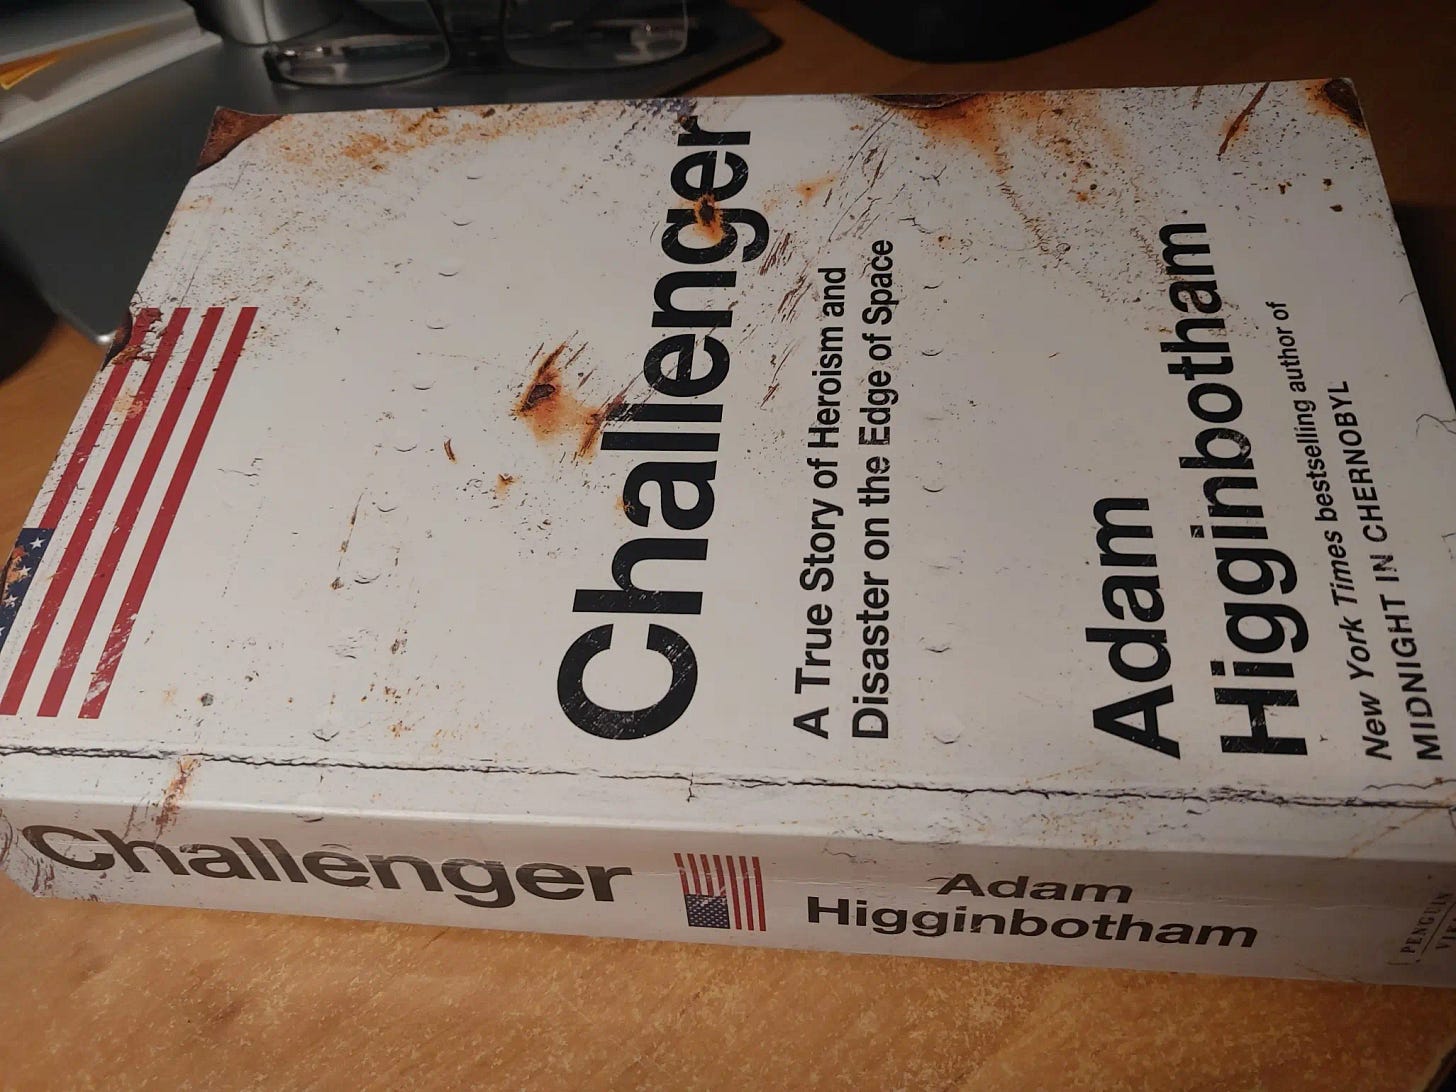 Challenger
A True Story of Heroism and
Disaster on the Edge of Space
Adam
Higginbotham
New York Times bestselling author of
MIDNIGHT IN CHERNOBYL
Challenger
Adam
Higginbotham
PENGUIN